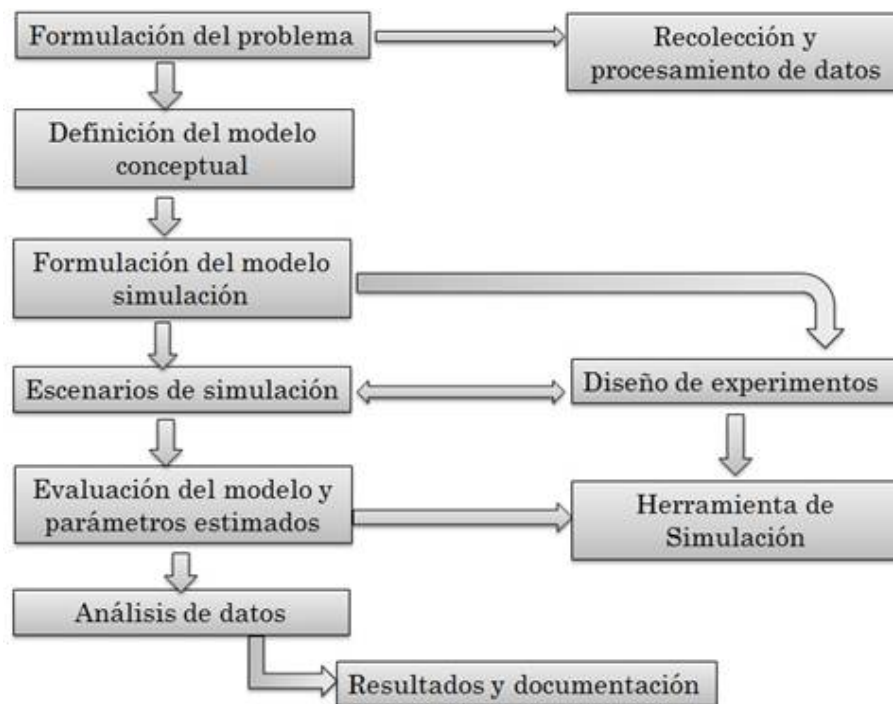 Formulación del problema
Recolección y
procesamiento de datos
Definición del modelo
conceptual
Formulación del modelo
simulación
Escenarios de simulación
Diseño de experimentos
Evaluación del modelo y
parámetros estimados
Herramienta de
Simulación
Análisis de datos
Resultados y documentación